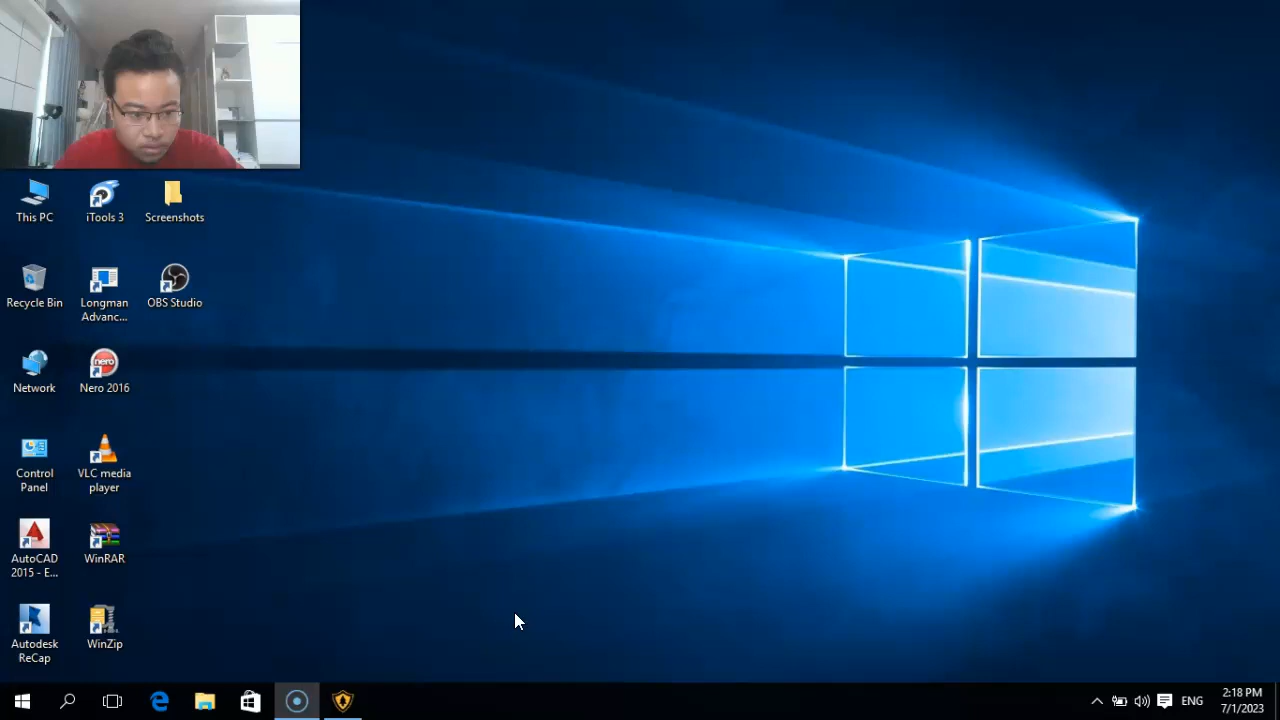 This PC
iTools 3
Screenshots
Recycle Bin
Longman
Advanc...
OBS Studio
nero
Network
Nero 2016
Control
Panel
VLC media
player
AutoCAD
2015 - E...
WinRAR
Autodesk
ReCap
WinZip
ENG
2:18 PM
7/1/2023